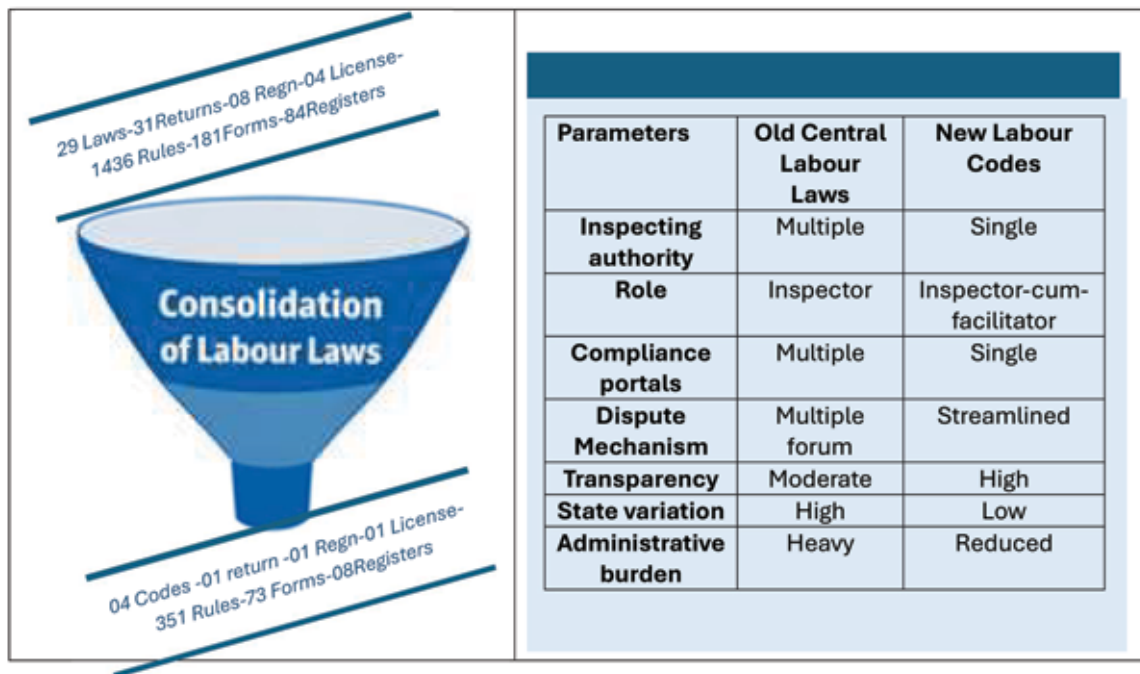 29 Laws-31Returns-08 Regn-04 License-
1436 Rules-181Forms-84Registers
Consolidation
of Labour Laws
04 Codes -01 return -01 Regn-01 License-
351 Rules-73 Forms-08Registers
Parameters Old Central Labour Laws New Labour Codes
Inspecting authority Multiple Single
Role Inspector Inspector-cum-facilitator
Compliance portals Multiple Single
Dispute Mechanism Multiple forum Streamlined
Transparency Moderate High
State variation High Low
Administrative burden Heavy Reduced